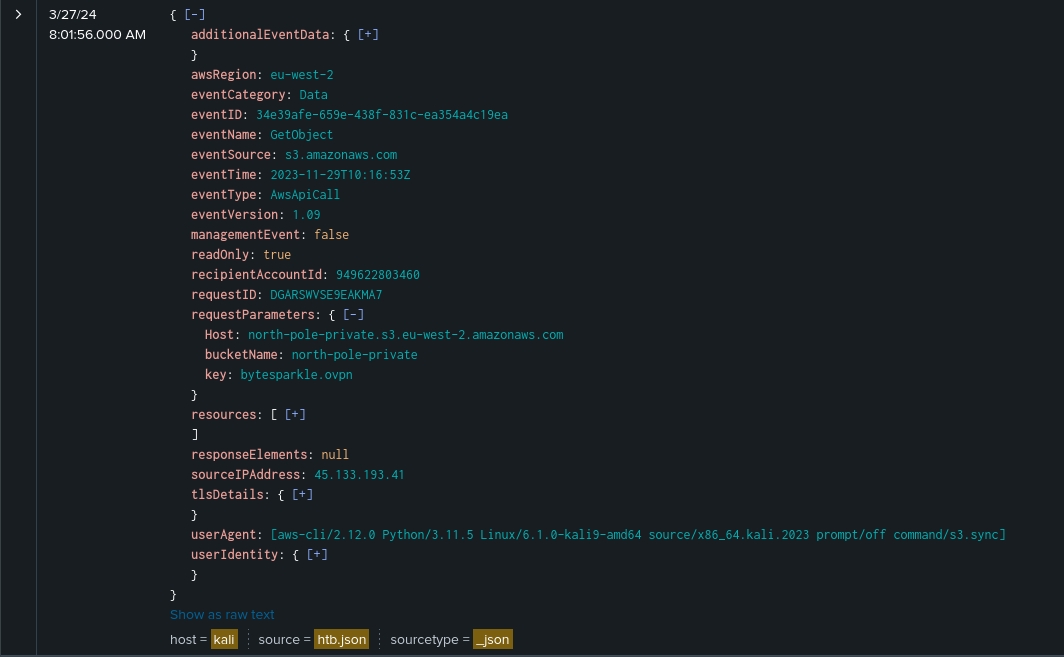 3/27/24
8:01:56.000 AM
{ [-]
additionalEventData: { [+]
}
awsRegion: eu-west-2
eventCategory: Data
eventID: 34e39afe-659e-438f-831c-ea354a4c19ea
eventName: GetObject
eventSource: s3.amazonaws.com
eventTime: 2023-11-29T10:16:53Z
eventType: AwsApiCall
eventVersion: 1.09
managementEvent: false
readOnly: true
recipientAccountId: 949622803460
requestID: DGARSWVSE9EAKMA7
requestParameters: { [-]
Host: north-pole-private.s3.eu-west-2.amazonaws.com
bucketName: north-pole-private
key: bytesparkle.ovpn
}
resources: [ [+]
]
responseElements: null
sourceIPAddress: 45.133.193.41
tlsDetails: { [+]
}
userAgent: [aws-cli/2.12.0 Python/3.11.5 Linux/6.1.0-kali9-amd64 source/x86_64.kali.2023 prompt/off command/s3.sync]
userIdentity: { [+]
}
}
Show as raw text
host = kali source = htb.json sourcetype = _json